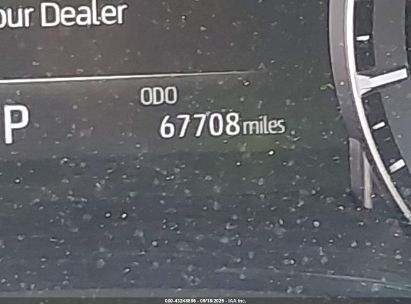 our Dealer
ODO
P
67708 miles